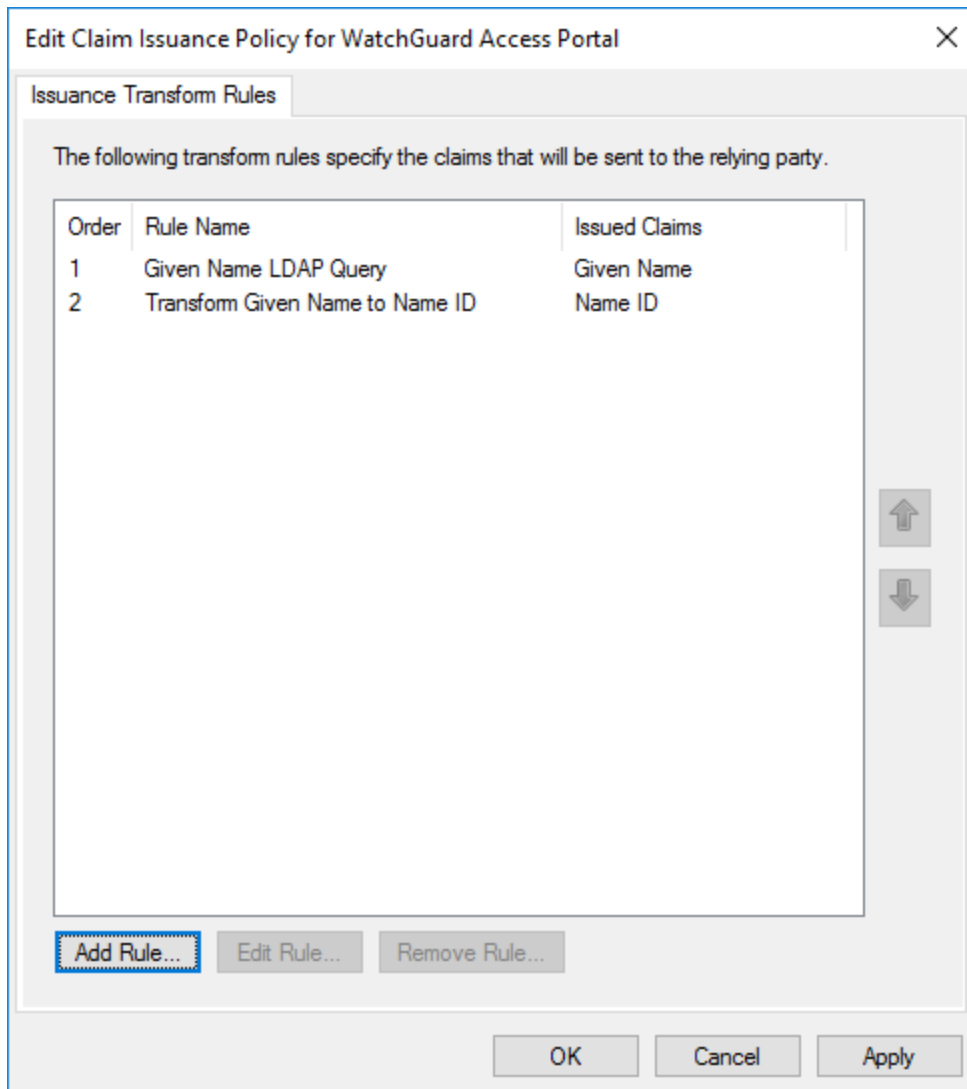 Edit Claim Issuance Policy for WatchGuard Access Portal
Issuance Transform Rules
The following transform rules specify the claims that will be sent to the relying party.
Order Rule Name Issued Claims
1 Given Name LDAP Query Given Name
2 Transform Given Name to Name ID Name ID
Add Rule... Edit Rule... Remove Rule...
OK Cancel Apply